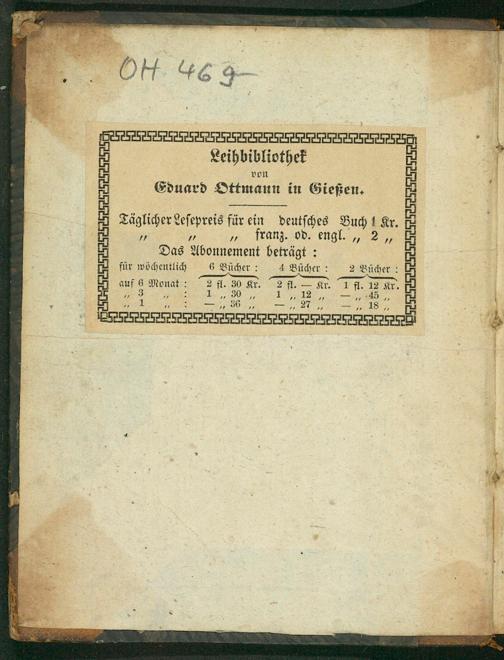 OH 469
Leihbibliothek
von
Eduard Ottmann in Gießen.
Täglicher Lesepreis für ein deutsches Buch 1 Kr.
„ „ „ franz. od. engl. „ 2 „
Das Abonnement beträgt :
für wöchentlich 6 Bücher : 4 Bücher : 2 Bücher :
auf 6 Monat : 2 fl. 30 Kr. 2 fl. — Kr. 1 fl. 12 Kr.
„ 3 „ : 1 „ 30 „ 1 „ 12 „ — „ 45 „
„ 1 „ : — „ 36 „ — „ 27 „ — „ 18 „